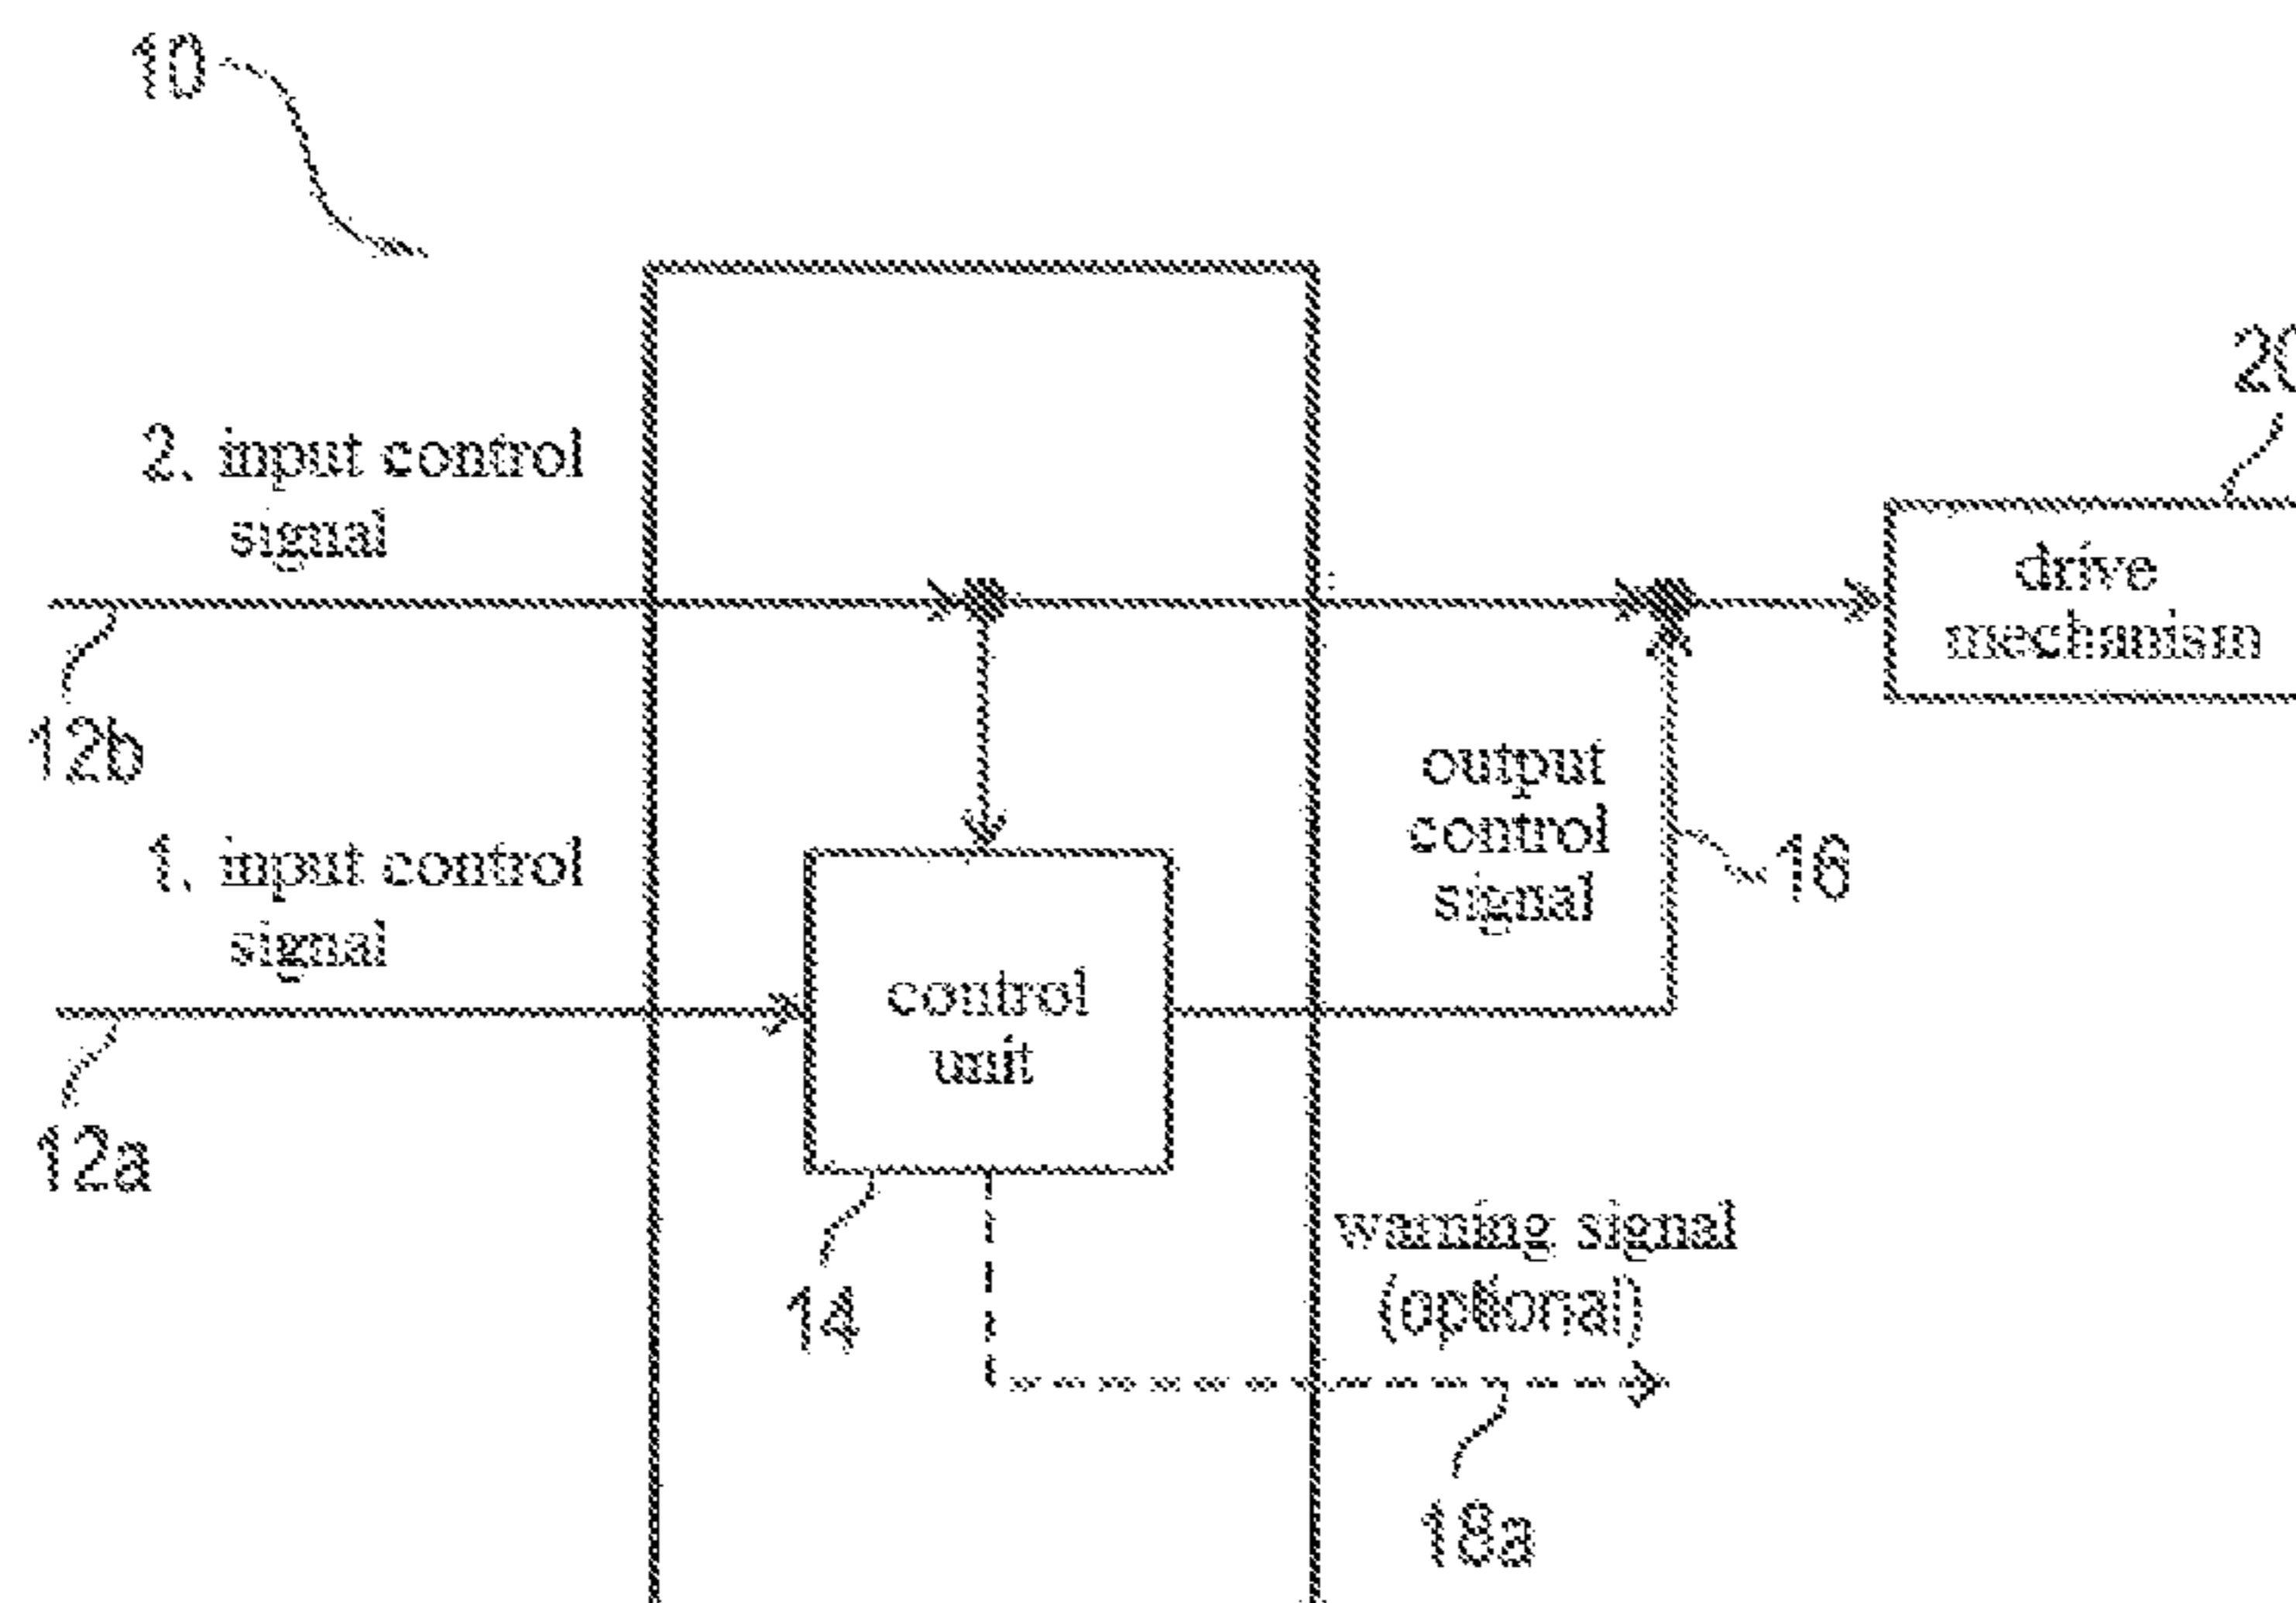 10
20
2. input control
signal
drive
mechanism
12b
output
control
signal
16
1. input control
signal
control
unit
12a
14
warning signal
(optional)
18a